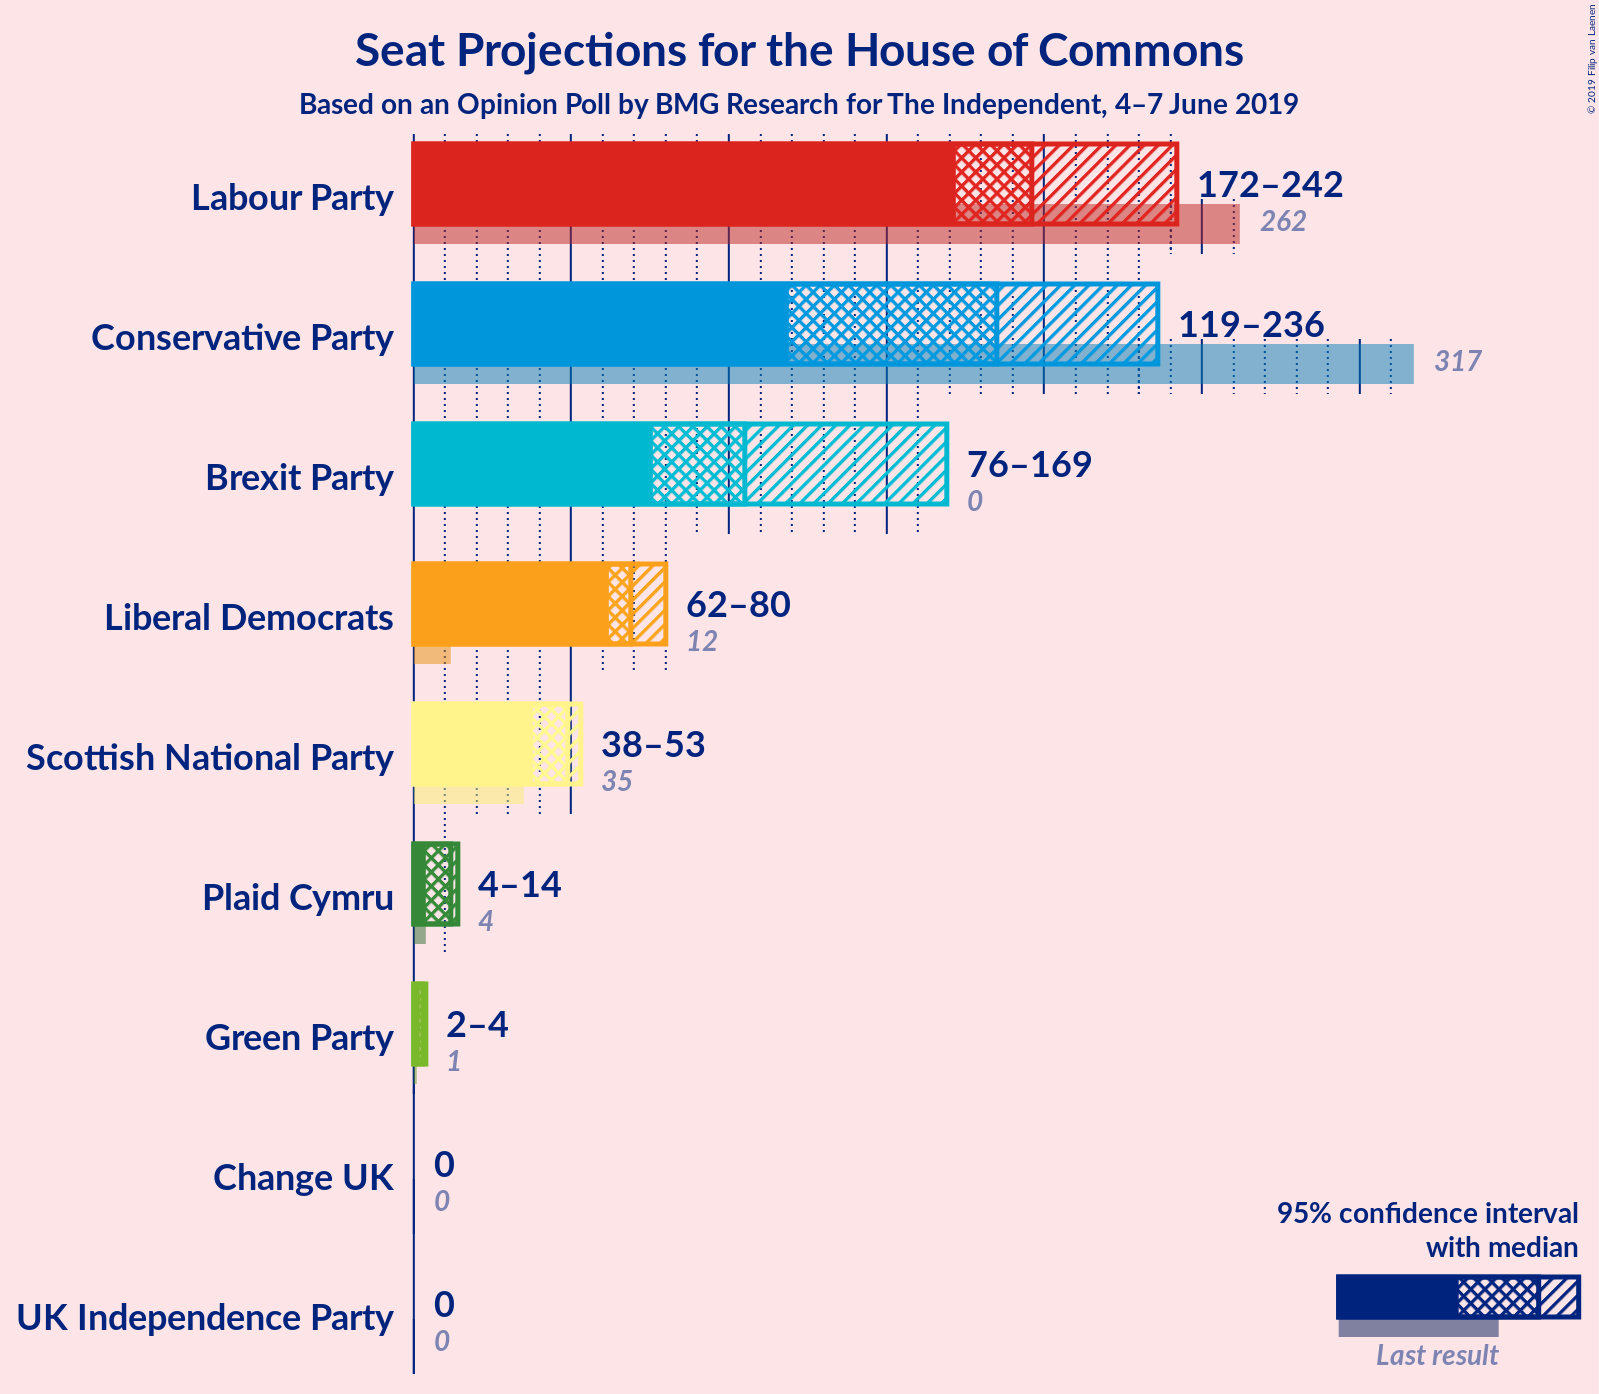 Seat Projections for the House of Commons
Based on an Opinion Poll by BMG Research for The Independent, 4–7 June 2019
© 2019 Filip van Laenen
Labour Party
172–242
262
Conservative Party
119–236
317
Brexit Party
76–169
0
Liberal Democrats
62–80
12
Scottish National Party
38–53
35
Plaid Cymru
4–14
4
Green Party
2–4
1
Change UK
0
0
UK Independence Party
0
0
95% confidence interval
with median
Last result